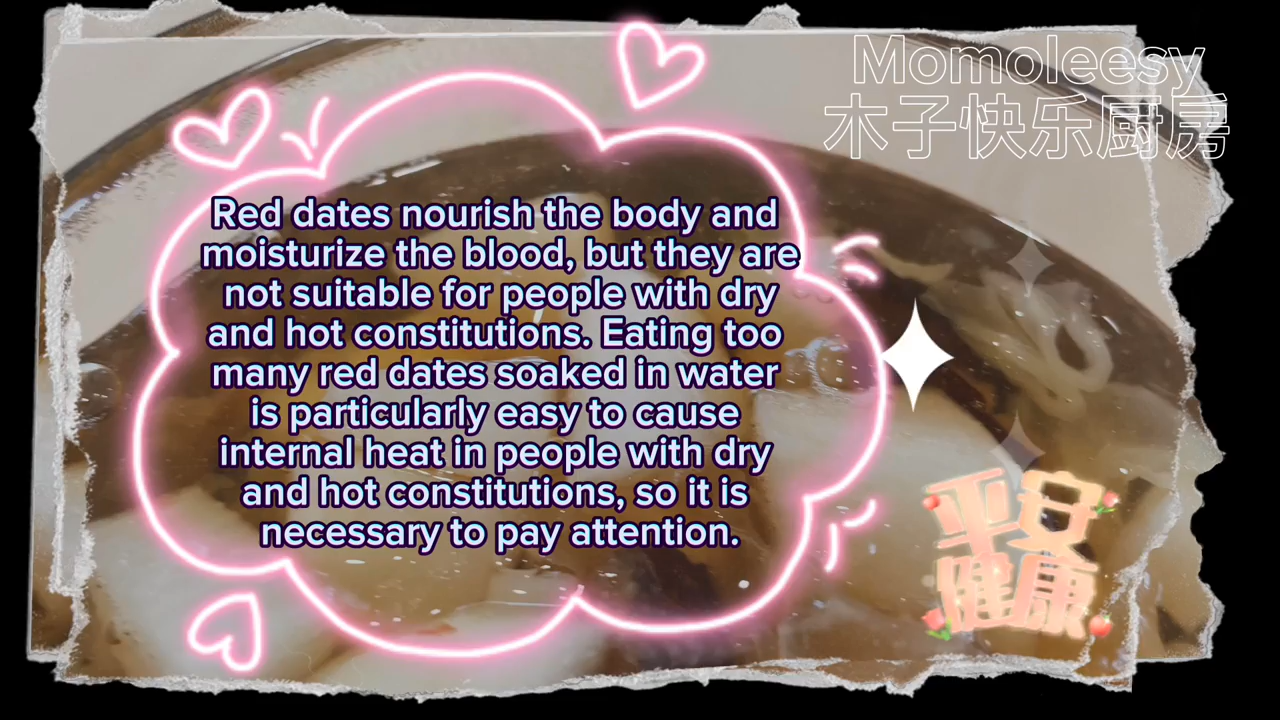 Momoleesy
木子快乐厨房
Red dates nourish the body and
moisturize the blood, but they are
not suitable for people with dry
and hot constitutions. Eating too
many red dates soaked in water
is particularly easy to cause
internal heat in people with dry
and hot constitutions, so it is
necessary to pay attention.
平安
健康